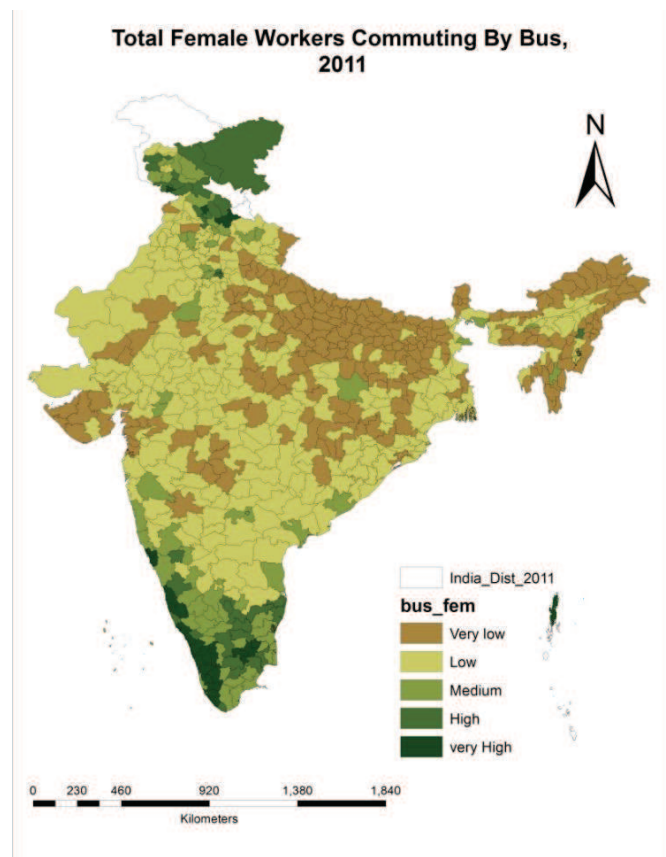 Total Female Workers Commuting By Bus,
2011
N
India_Dist_2011
bus_fem
Very low
Low
Medium
High
very High
0 230 460 920 1,380 1,840
Kilometers